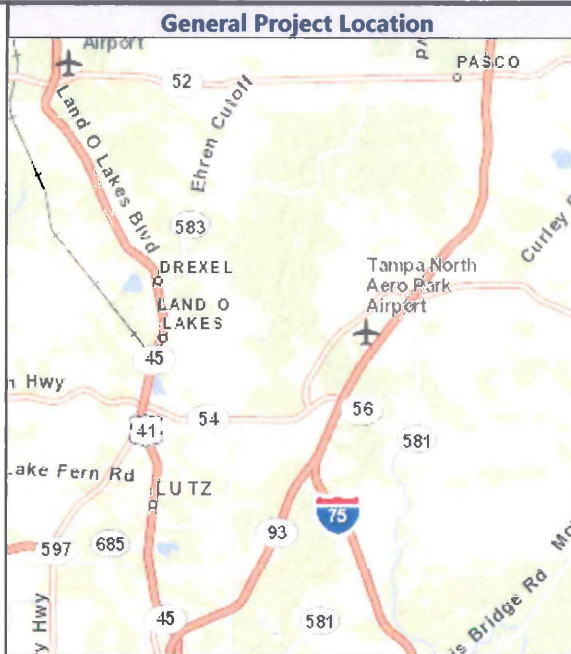 General Project Location
Airport
52
PASCO
Land O Lakes Blvd
Ehren Cutoff
583
Curley
DREXEL
Tampa North
Aero Park
Airport
LAND O
LAKES
45
Hwy
54
56
41
581
Lake Fern Rd
LUTZ
75
93
597
685
45
581
Bridge Rd
Hwy